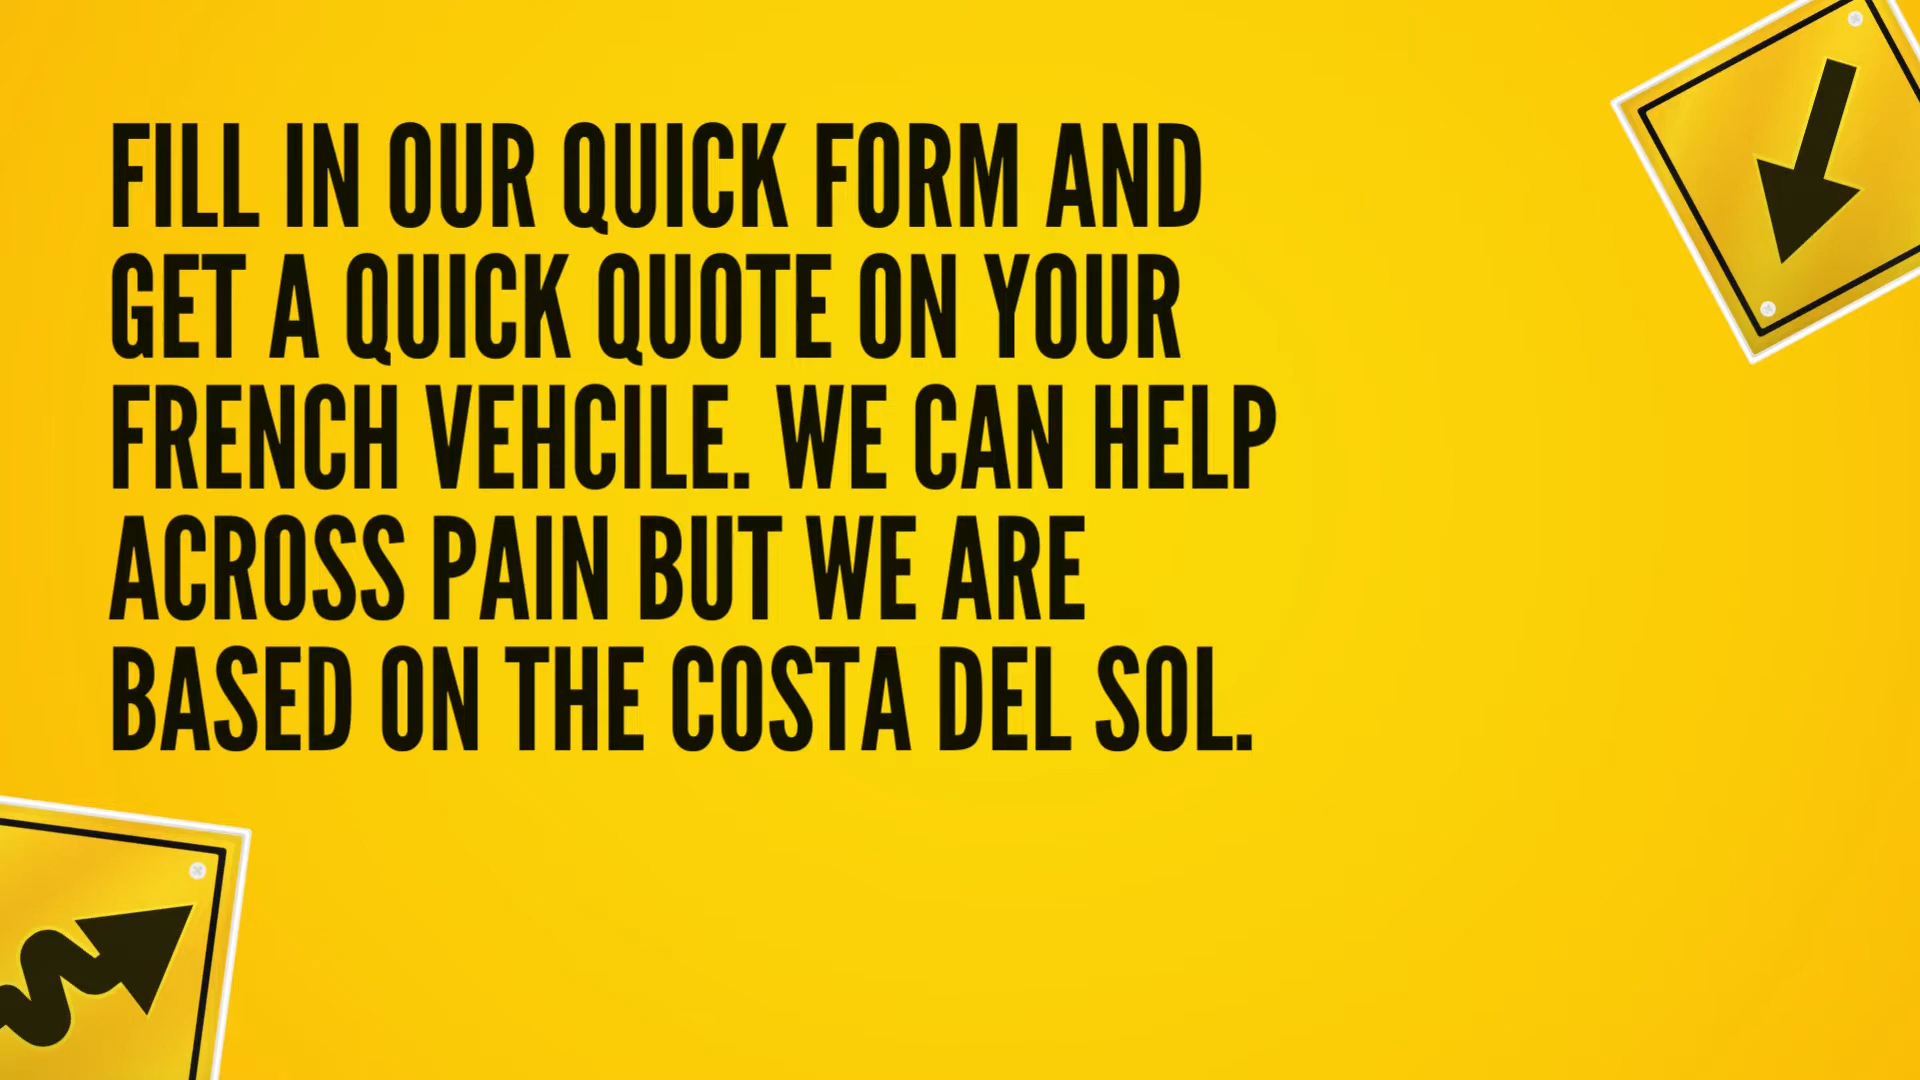 FILL IN OUR QUICK FORM AND
GET A QUICK QUOTE ON YOUR
FRENCH VEHCILE. WE CAN HELP
ACROSS PAIN BUT WE ARE
BASED ON THE COSTA DEL SOL.